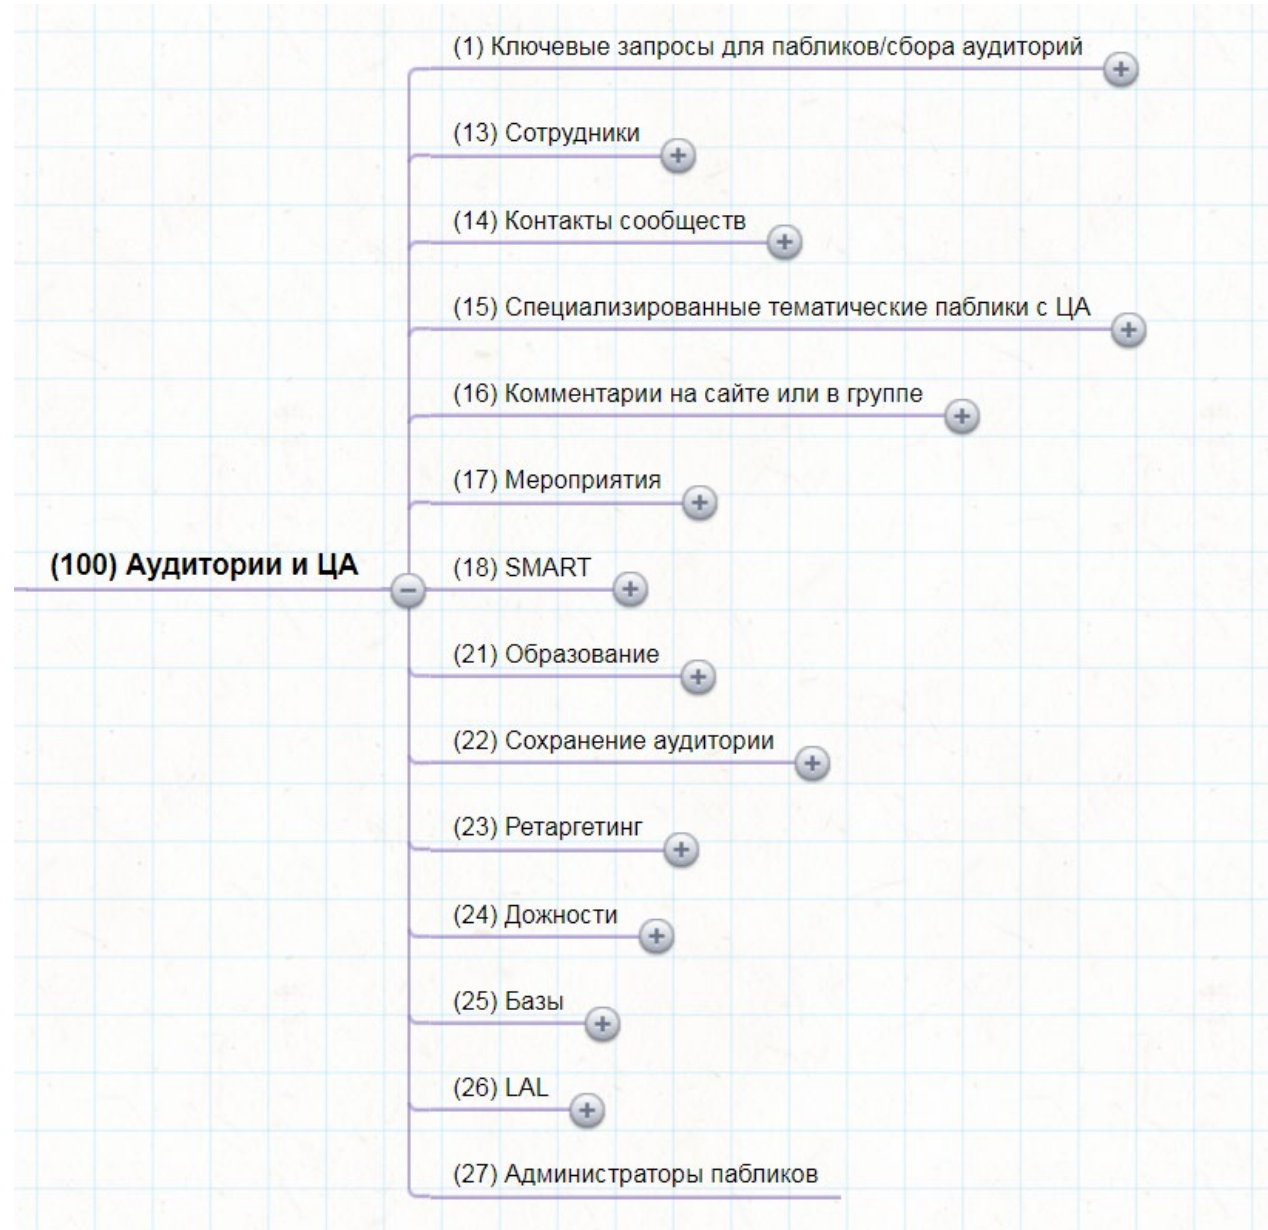 (1) Ключевые запросы для пабликов/сбора аудиторий
(13) Сотрудники
(14) Контакты сообществ
(15) Специализированные тематические паблики с ЦА
(16) Комментарии на сайте или в группе
(17) Мероприятия
(100) Аудитории и ЦА
(18) SMART
(21) Образование
(22) Сохранение аудитории
(23) Ретаргетинг
(24) Дожности
(25) Базы
(26) LAL
(27) Администраторы пабликов